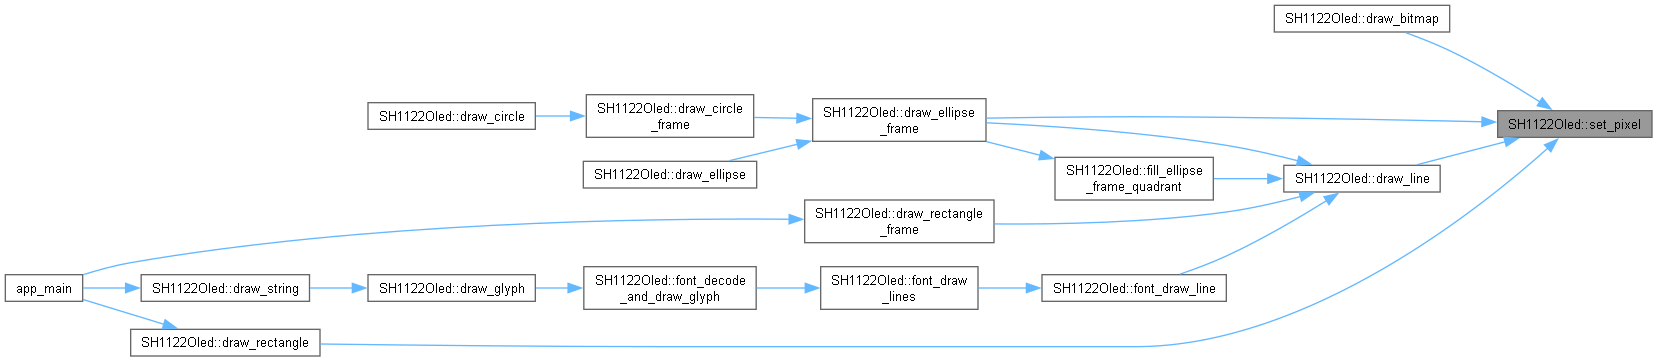 SH1122Oled::draw_bitmap
SH1122Oled::draw_circle
SH1122Oled::draw_circle
_frame
SH1122Oled::draw_ellipse
_frame
SH1122Oled::set_pixel
SH1122Oled::draw_ellipse
SH1122Oled::fill_ellipse
_frame_quadrant
SH1122Oled::draw_line
SH1122Oled::draw_rectangle
_frame
app_main
SH1122Oled::draw_string
SH1122Oled::draw_glyph
SH1122Oled::font_decode
_and_draw_glyph
SH1122Oled::font_draw
_lines
SH1122Oled::font_draw_line
SH1122Oled::draw_rectangle